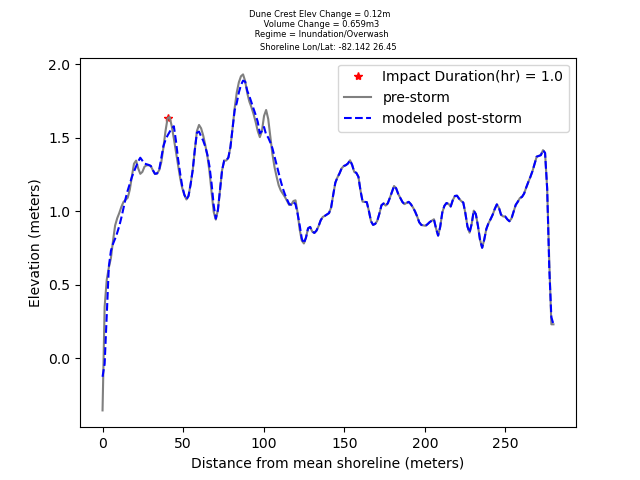 Dune Crest Elev Change = 0.12m
Volume Change = 0.659m3
Regime = Inundation/Overwash
Shoreline Lon/Lat: -82.142 26.45
2.0
1.5
1.0
0.5
0.0
Elevation (meters)
Impact Duration(hr) = 1.0
pre-storm
modeled post-storm
0 50 100 150 200 250
Distance from mean shoreline (meters)